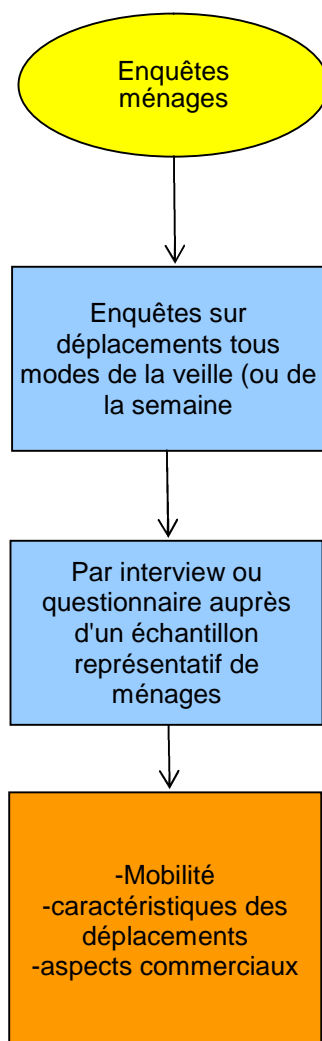 Enquêtes
ménages
Enquêtes sur
déplacements tous
modes de la veille (ou de
la semaine
Par interview ou
questionnaire auprès
d'un échantillon
représentatif de
ménages
-Mobilité
-caractéristiques des
déplacements
-aspects commerciaux